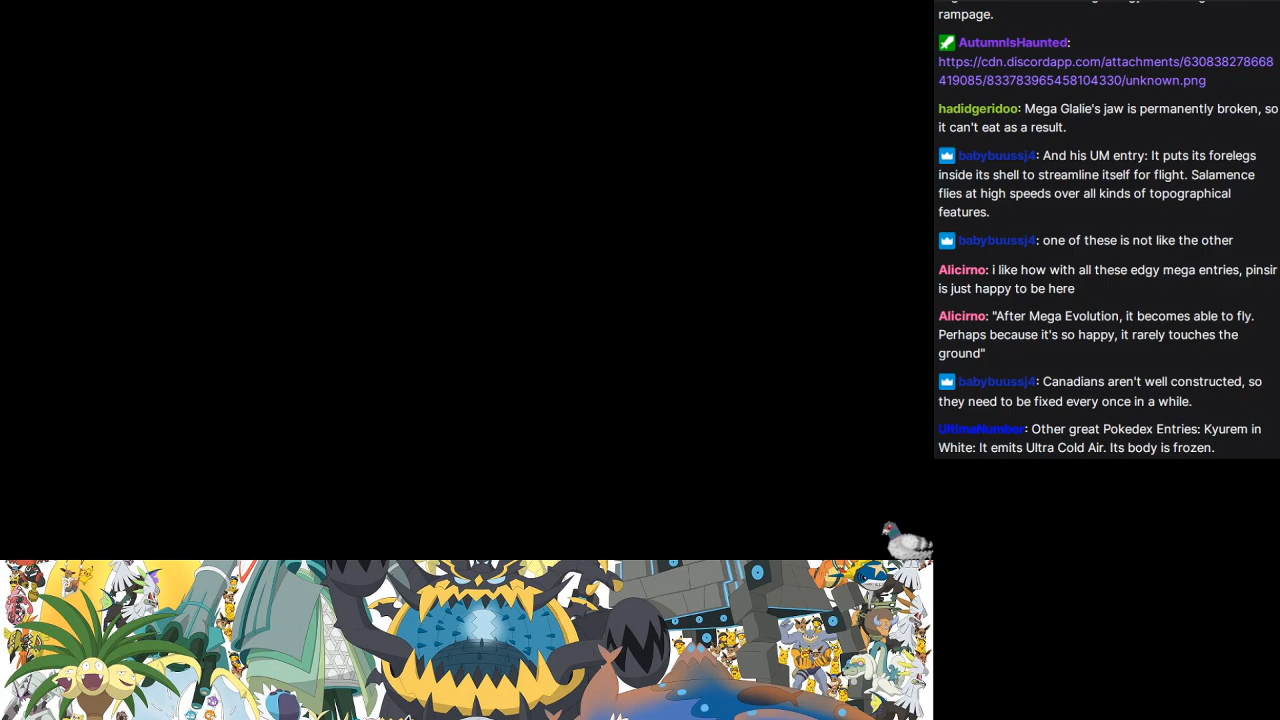 rampage.
AutumnIsHaunted:
https://cdn.discordapp.com/attachments/630838278668
419085/833783965458104330/unknown.png
hadidgeridoo: Mega Glalie's jaw is permanently broken, so
it can't eat as a result.
babybuussj4: And his UM entry: It puts its forelegs
inside its shell to streamline itself for flight. Salamence
flies at high speeds over all kinds of topographical
features.
babybuussj4: one of these is not like the other
Alicirno: i like how with all these edgy mega entries, pinsir
is just happy to be here
Alicirno: "After Mega Evolution, it becomes able to fly.
Perhaps because it's so happy, it rarely touches the
ground"
babybuussj4: Canadians aren't well constructed, so
they need to be fixed every once in a while.
UltimaNumber: Other great Pokedex Entries: Kyurem in
White: It emits Ultra Cold Air. Its body is frozen.